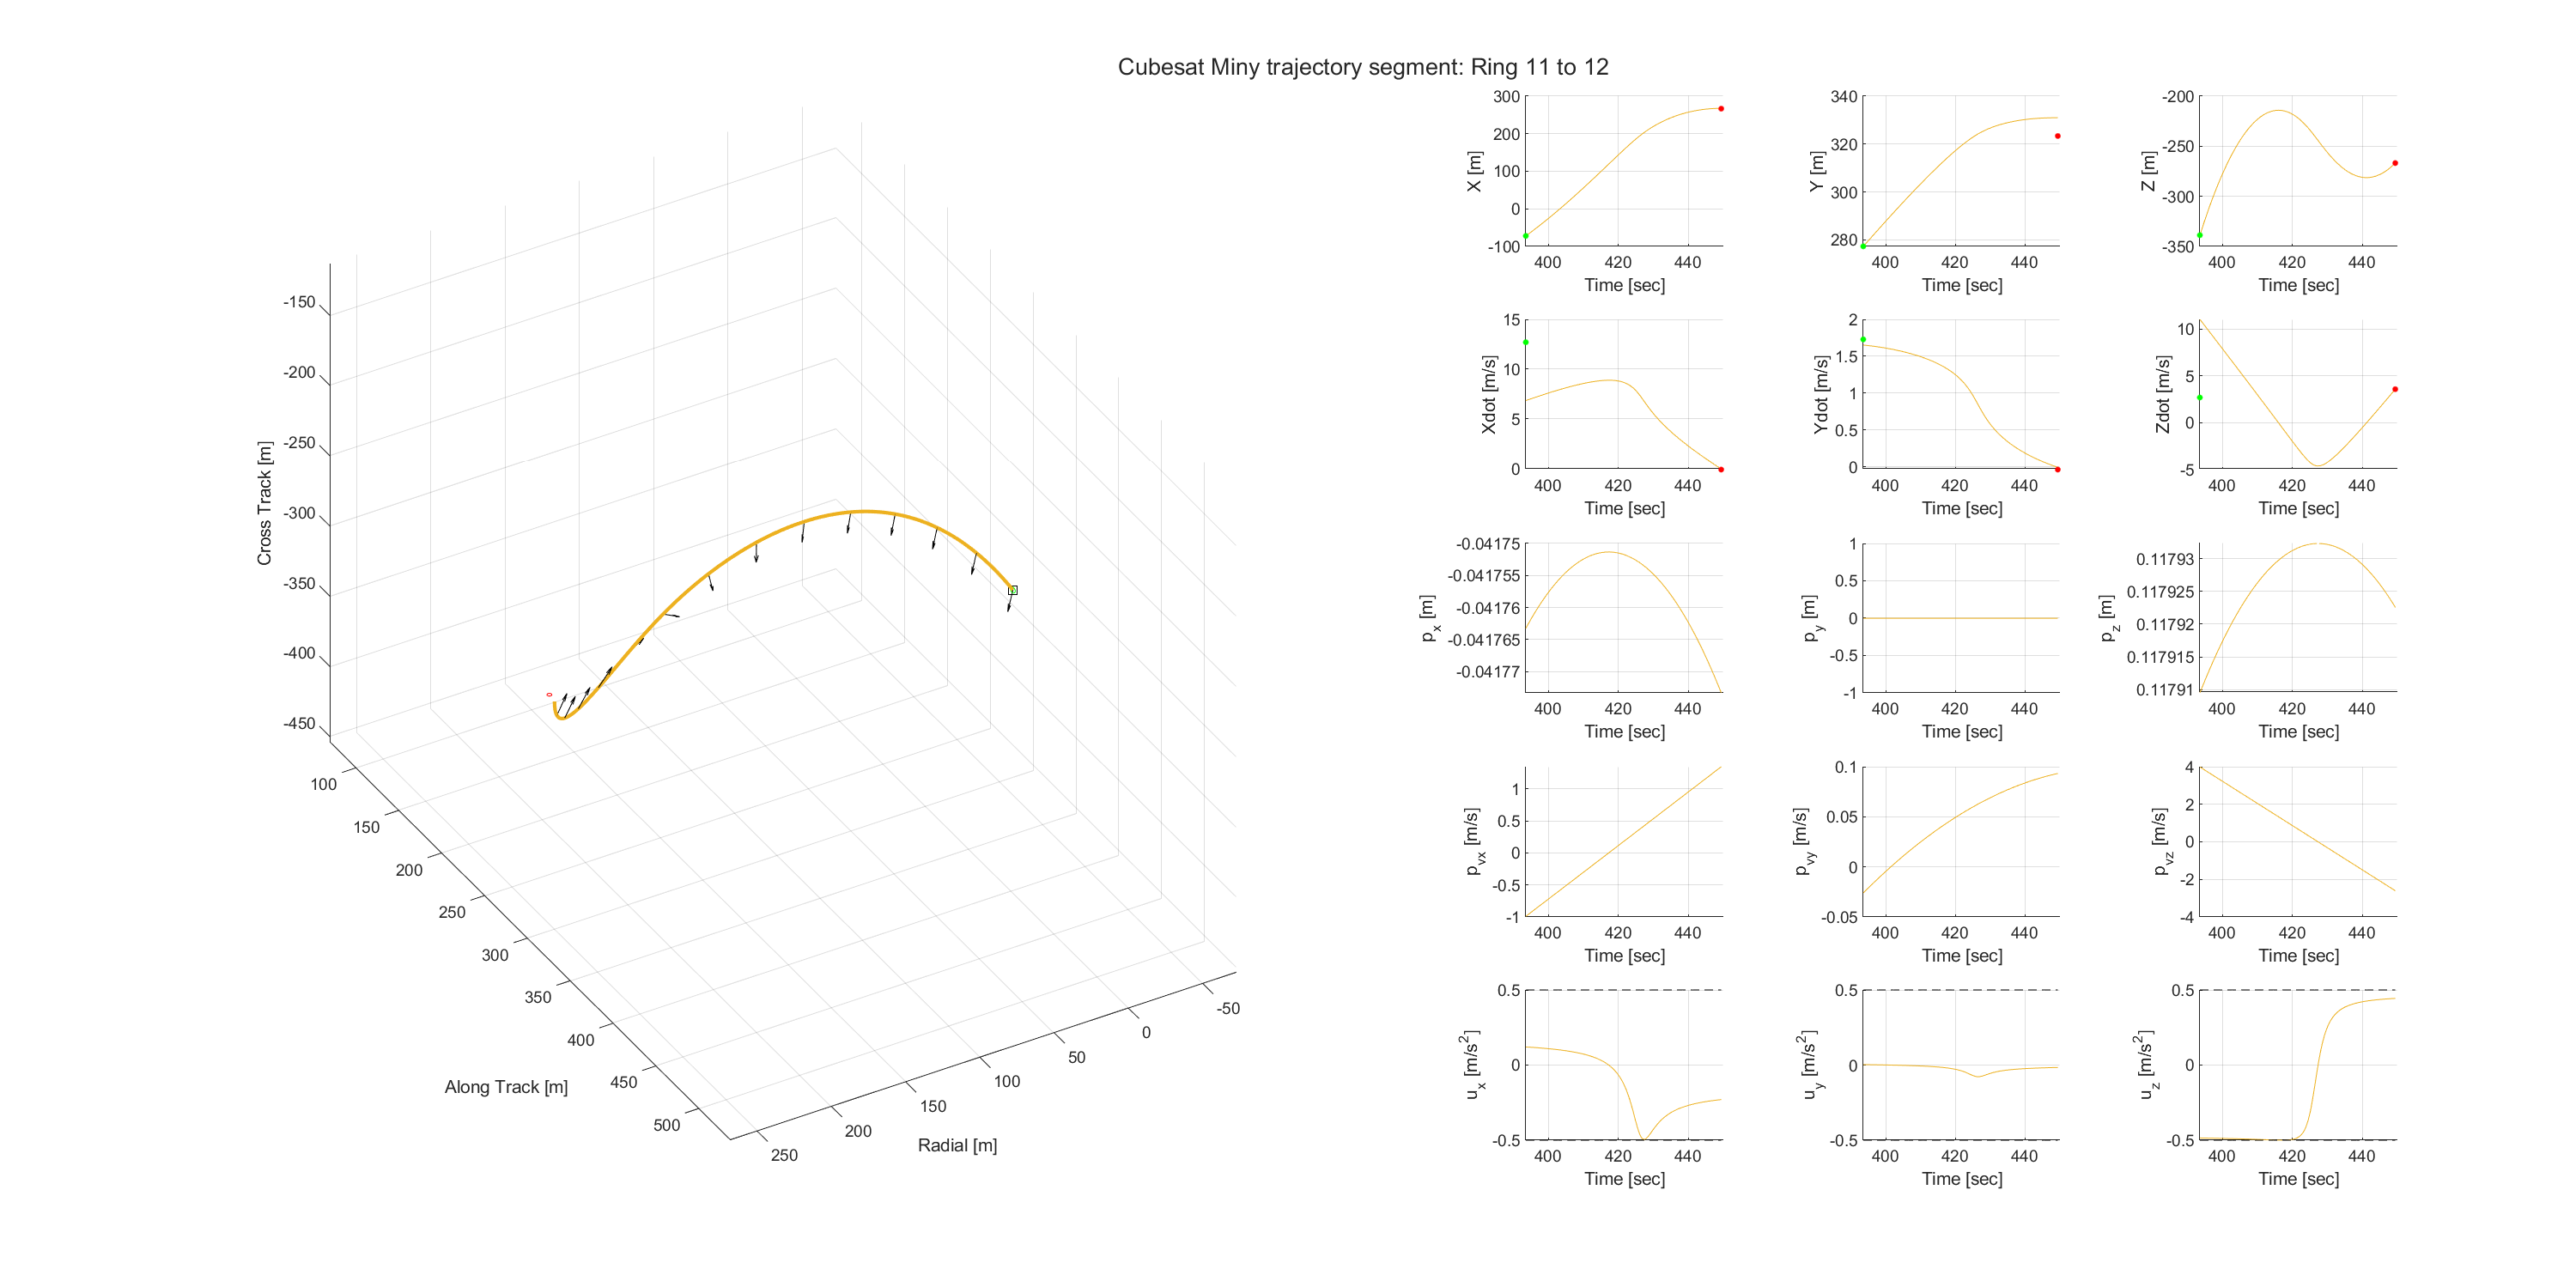 Cubesat Miny trajectory segment: Ring 11 to 12
-150
-200
-250
-300
-350
-400
-450
Cross Track [m]
100
150
200
250
300
350
400
450
500
Along Track [m]
250
200
150
100
50
0
-50
Radial [m]
300
200
100
0
-100
X [m]
400 420 440
Time [sec]
340
320
300
280
Y [m]
400 420 440
Time [sec]
-200
-250
-300
-350
Z [m]
400 420 440
Time [sec]
15
10
5
0
Xdot [m/s]
400 420 440
Time [sec]
2
1.5
1
0.5
0
Ydot [m/s]
400 420 440
Time [sec]
10
5
0
-5
Zdot [m/s]
400 420 440
Time [sec]
-0.04175
-0.041755
-0.04176
-0.041765
-0.04177
p_x [m]
400 420 440
Time [sec]
1
0.5
0
-0.5
-1
p_y [m]
400 420 440
Time [sec]
0.11793
0.117925
0.11792
0.117915
0.11791
p_z [m]
400 420 440
Time [sec]
1
0.5
0
-0.5
-1
p_vx [m/s]
400 420 440
Time [sec]
0.1
0.05
0
-0.05
p_vy [m/s]
400 420 440
Time [sec]
4
2
0
-2
-4
p_vz [m/s]
400 420 440
Time [sec]
0.5
0
-0.5
u_x [m/s²]
400 420 440
Time [sec]
0.5
0
-0.5
u_y [m/s²]
400 420 440
Time [sec]
0.5
0
-0.5
u_z [m/s²]
400 420 440
Time [sec]